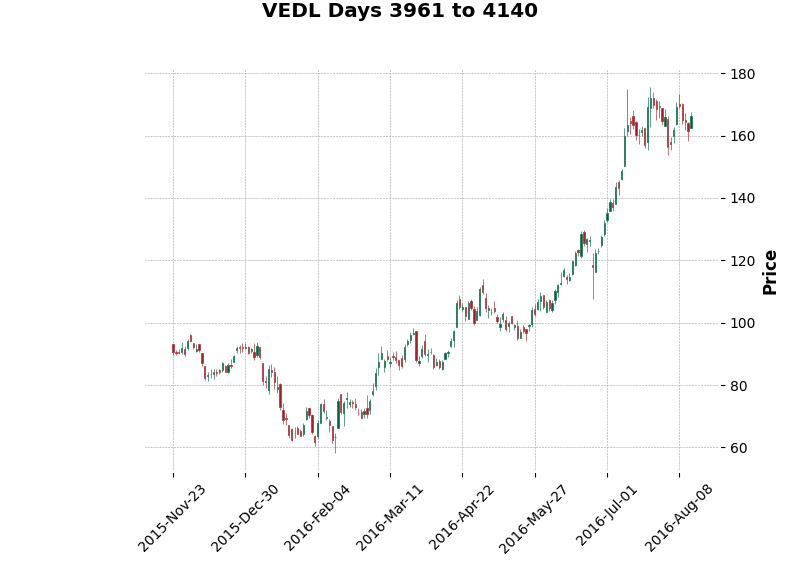 VEDL Days 3961 to 4140
180
160
140
120
100
80
60
Price
2015-Nov-23
2015-Dec-30
2016-Feb-04
2016-Mar-11
2016-Apr-22
2016-May-27
2016-Jul-01
2016-Aug-08